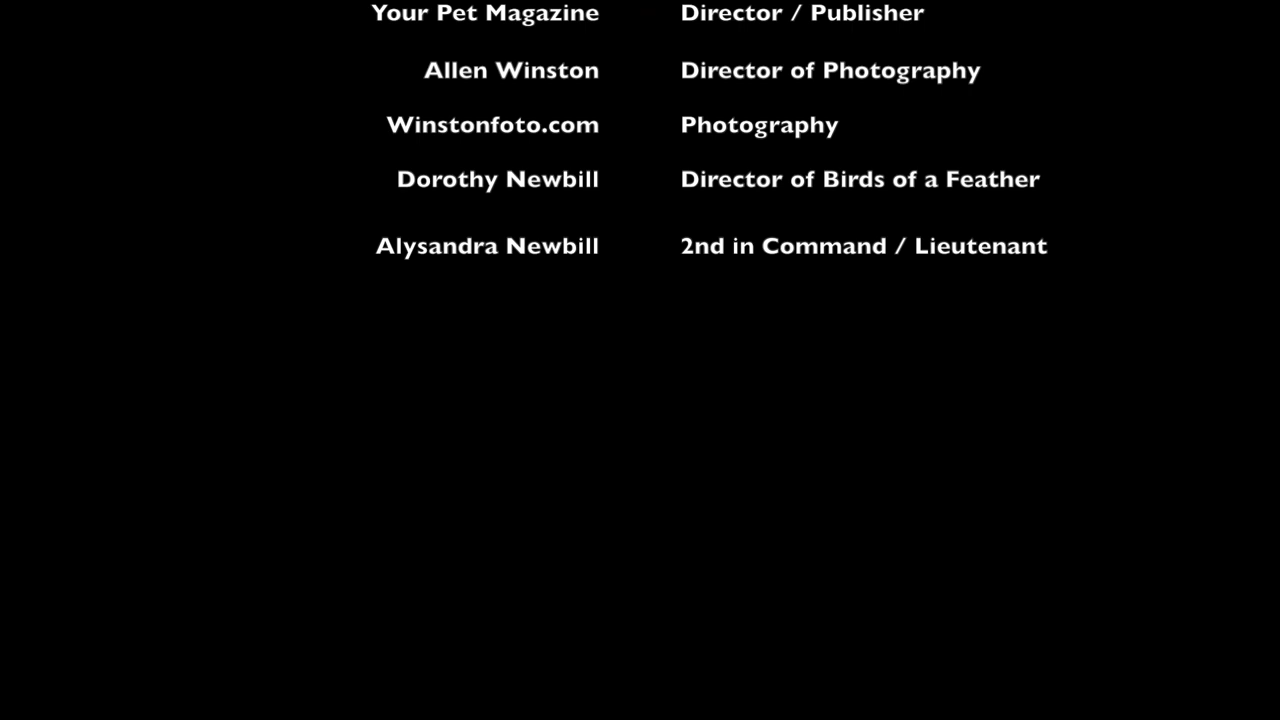 Your Pet Magazine Director / Publisher
Allen Winston Director of Photography
Winstonfoto.com Photography
Dorothy Newbill Director of Birds of a Feather
Alysandra Newbill 2nd in Command / Lieutenant